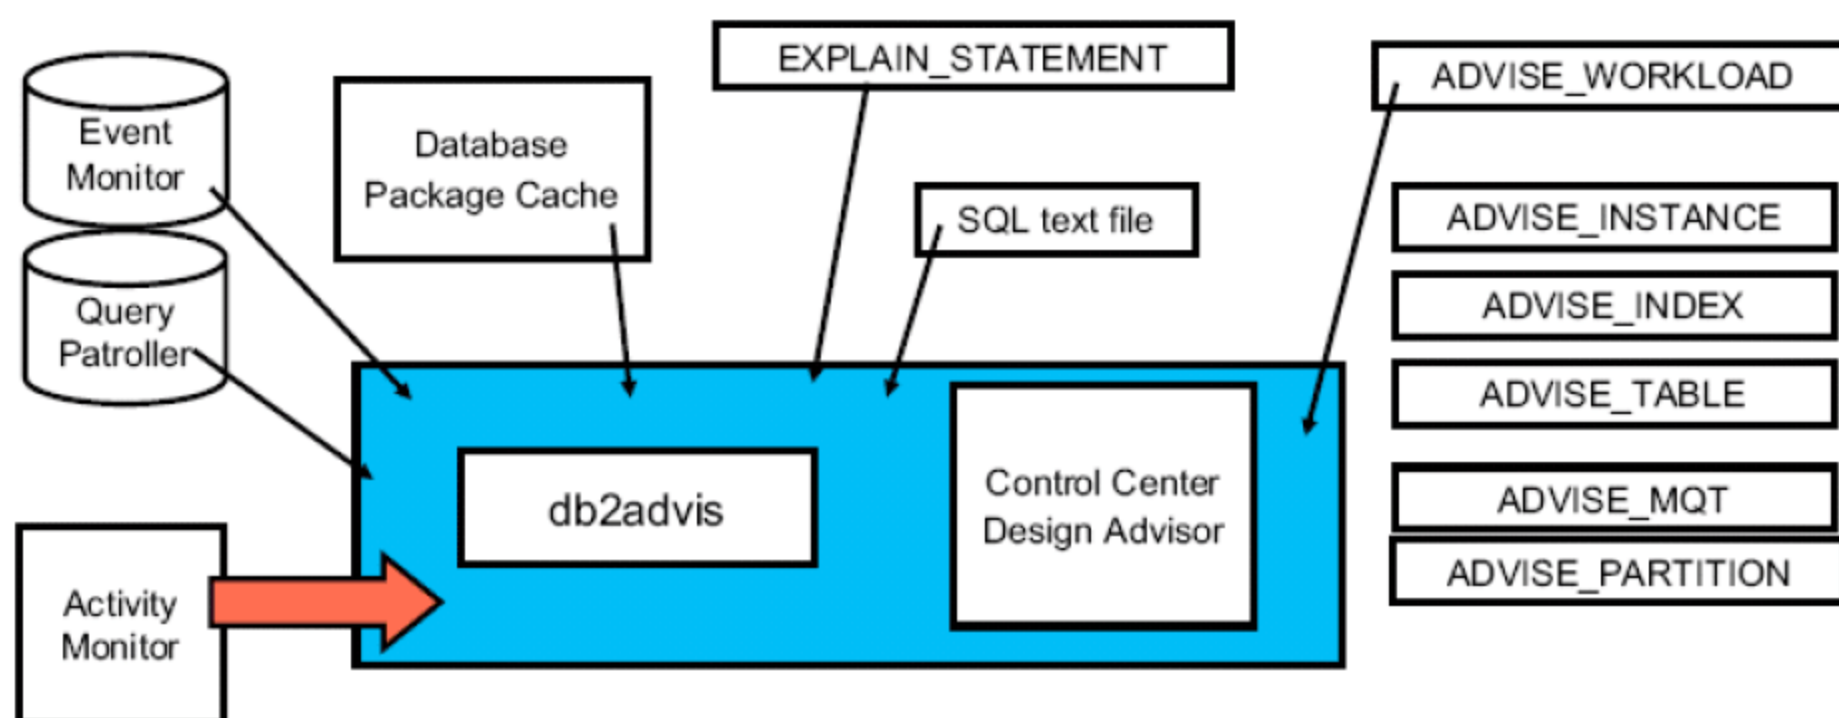 EXPLAIN_STATEMENT
ADVISE_WORKLOAD
Event
Monitor
Database
Package Cache
SQL text file
ADVISE_INSTANCE
Query
Patroller
ADVISE_INDEX
ADVISE_TABLE
db2advis
Control Center
Design Advisor
ADVISE_MQT
ADVISE_PARTITION
Activity
Monitor